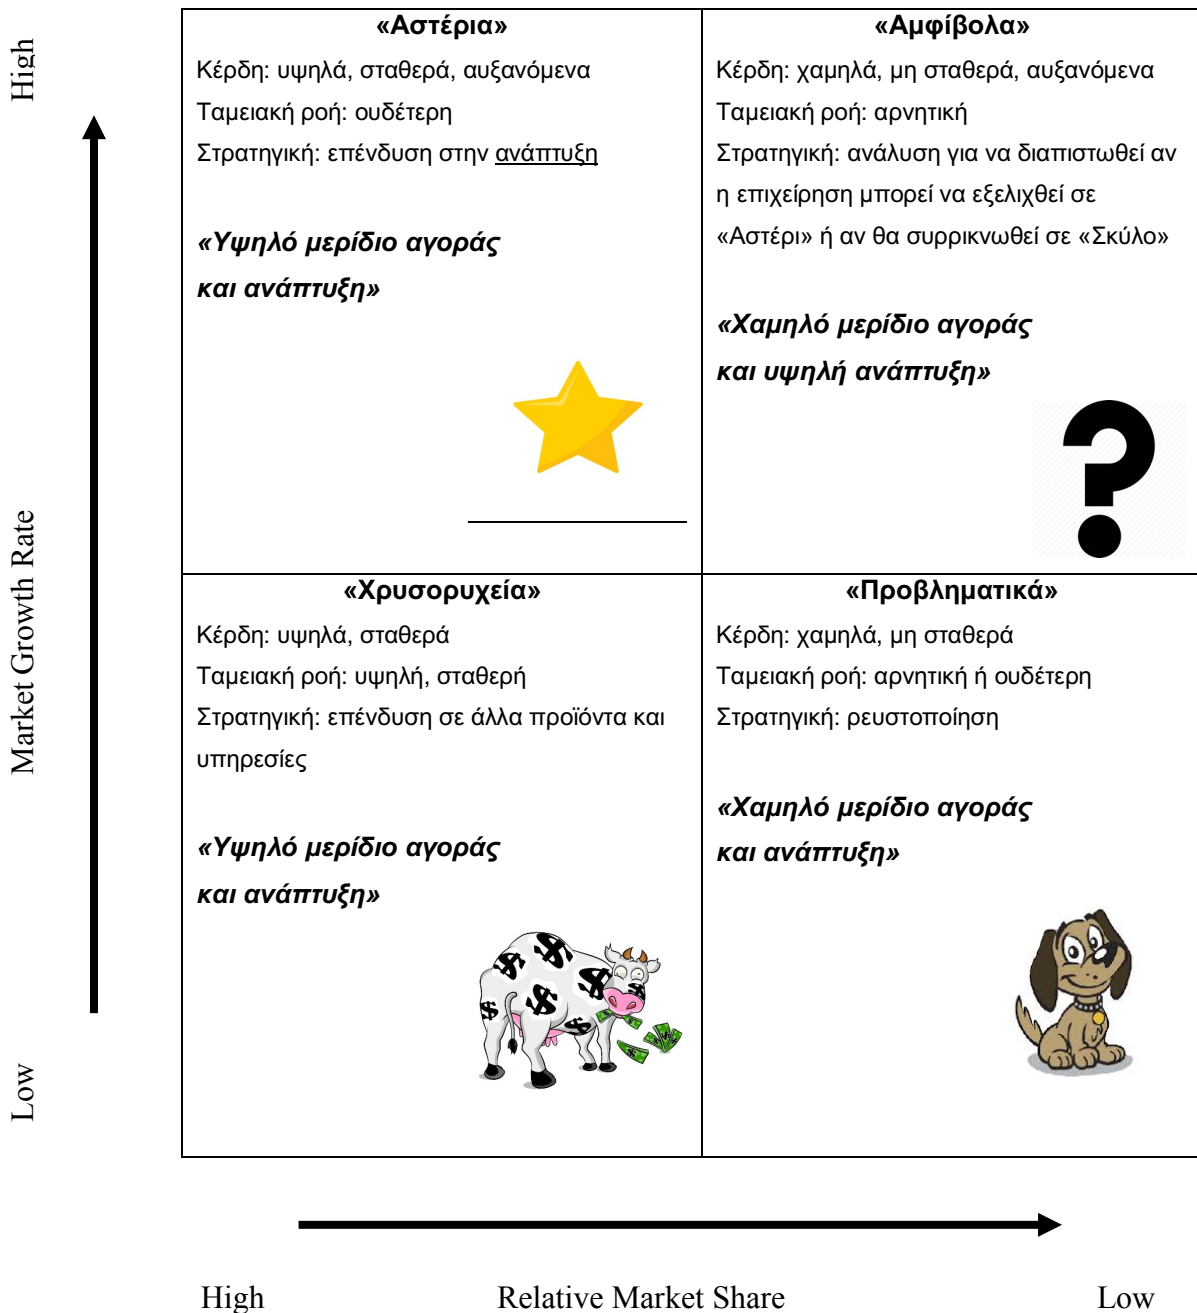 High
Market Growth Rate
Low
«Αστέρια»
Κέρδη: υψηλά, σταθερά, αυξανόμενα
Ταμειακή ροή: ουδέτερη
Στρατηγική: επένδυση στην ανάπτυξη
«Υψηλό μερίδιο αγοράς
και ανάπτυξη»
«Αμφίβολα»
Κέρδη: χαμηλά, μη σταθερά, αυξανόμενα
Ταμειακή ροή: αρνητική
Στρατηγική: ανάλυση για να διαπιστωθεί αν
η επιχείρηση μπορεί να εξελιχθεί σε
«Αστέρι» ή αν θα συρρικνωθεί σε «Σκύλο»
«Χαμηλό μερίδιο αγοράς
και υψηλή ανάπτυξη»
?
«Χρυσορυχεία»
Κέρδη: υψηλά, σταθερά
Ταμειακή ροή: υψηλή, σταθερή
Στρατηγική: επένδυση σε άλλα προϊόντα και
υπηρεσίες
«Υψηλό μερίδιο αγοράς
και ανάπτυξη»
«Προβληματικά»
Κέρδη: χαμηλά, μη σταθερά
Ταμειακή ροή: αρνητική ή ουδέτερη
Στρατηγική: ρευστοποίηση
«Χαμηλό μερίδιο αγοράς
και ανάπτυξη»
High Relative Market Share Low